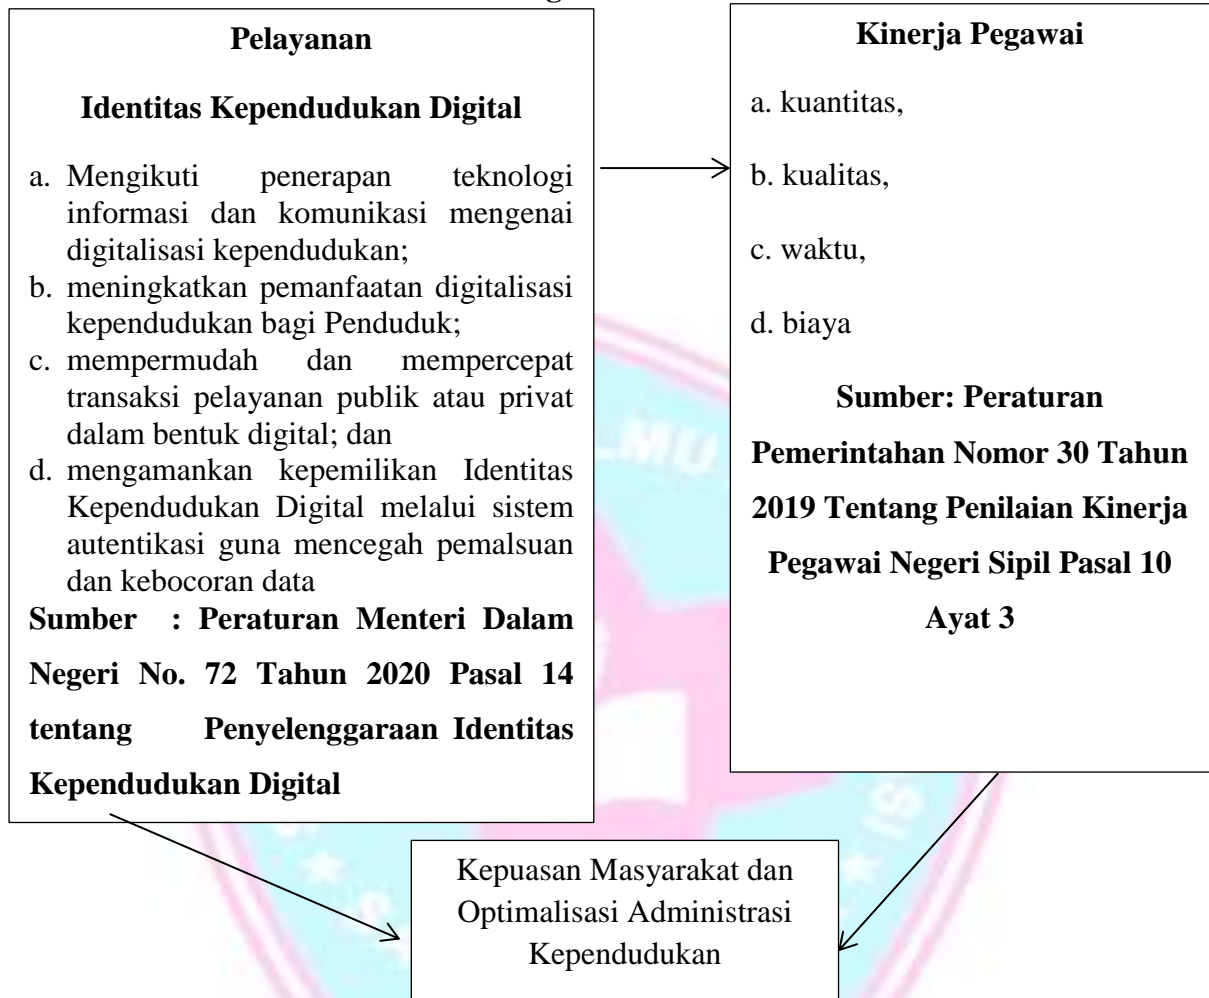 Pelayanan
Identitas Kependudukan Digital
a. Mengikuti penerapan teknologi
informasi dan komunikasi mengenai
digitalisasi kependudukan;
b. meningkatkan pemanfaatan digitalisasi
kependudukan bagi Penduduk;
c. mempermudah dan mempercepat
transaksi pelayanan publik atau privat
dalam bentuk digital; dan
d. mengamankan kepemilikan Identitas
Kependudukan Digital melalui sistem
autentikasi guna mencegah pemalsuan
dan kebocoran data
Sumber : Peraturan Menteri Dalam
Negeri No. 72 Tahun 2020 Pasal 14
tentang Penyelenggaraan Identitas
Kependudukan Digital
Kinerja Pegawai
a. kuantitas,
b. kualitas,
c. waktu,
d. biaya
Sumber: Peraturan
Pemerintahan Nomor 30 Tahun
2019 Tentang Penilaian Kinerja
Pegawai Negeri Sipil Pasal 10
Ayat 3
Kepuasan Masyarakat dan
Optimalisasi Administrasi
Kependudukan